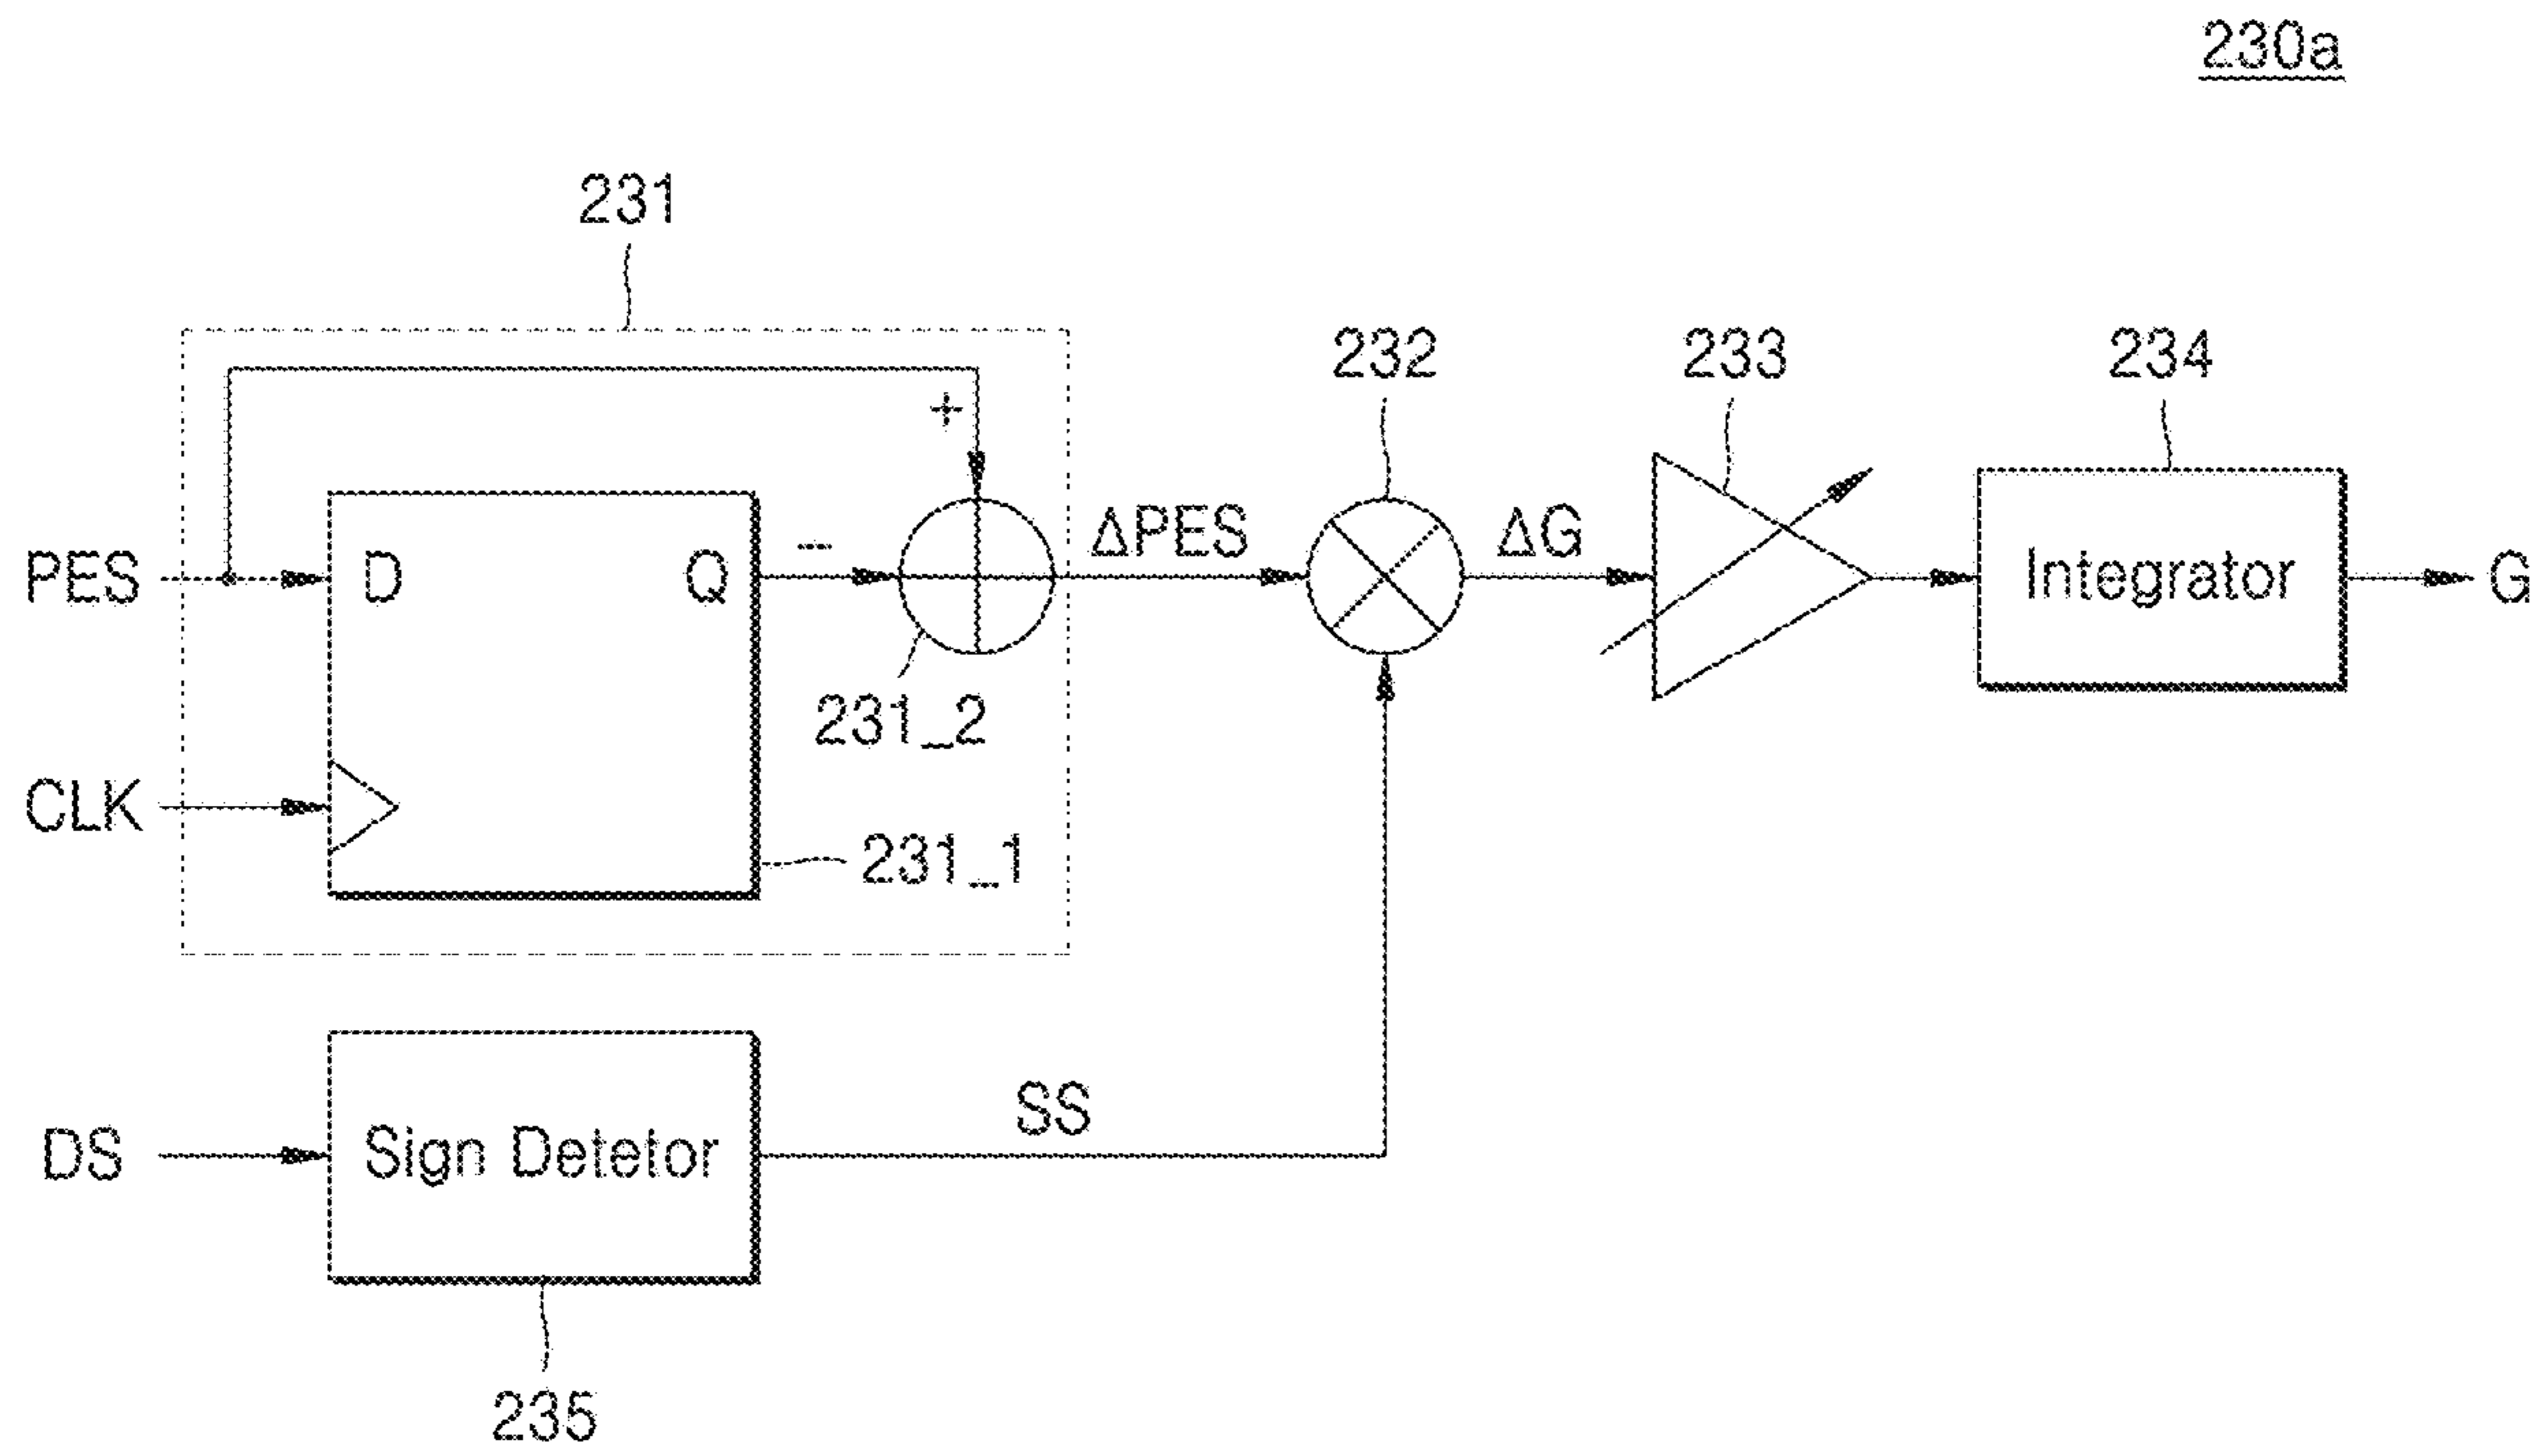 230a
231
232
233
234
+
PES
D
Q
−
ΔPES
ΔG
Integrator
G
231_2
CLK
231_1
DS
Sign Detetor
SS
235